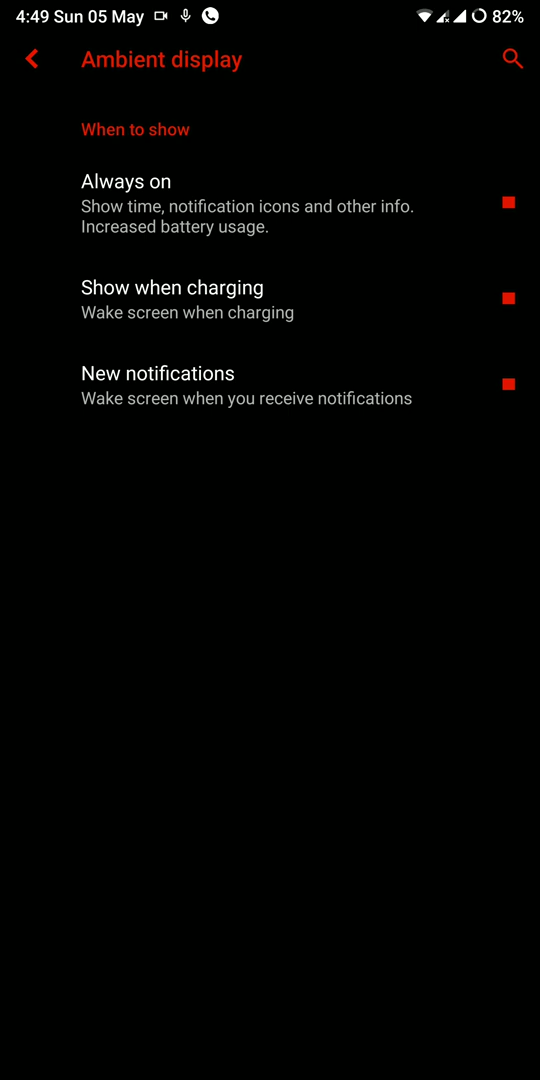 4:49 Sun 05 May 82%
Ambient display
When to show
Always on
Show time, notification icons and other info.
Increased battery usage.
Show when charging
Wake screen when charging
New notifications
Wake screen when you receive notifications